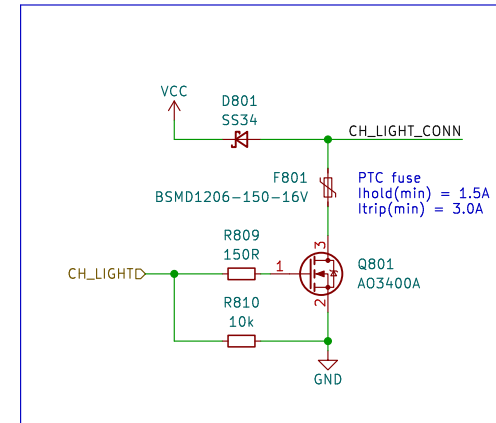 VCC
D801
SS34
CH_LIGHT_CONN
F801
BSMD1206-150-16V
PTC fuse
Ihold(min) = 1.5A
Itrip(min) = 3.0A
R809
150R
3
CH_LIGHT
1
Q801
AO3400A
R810
10k
2
GND